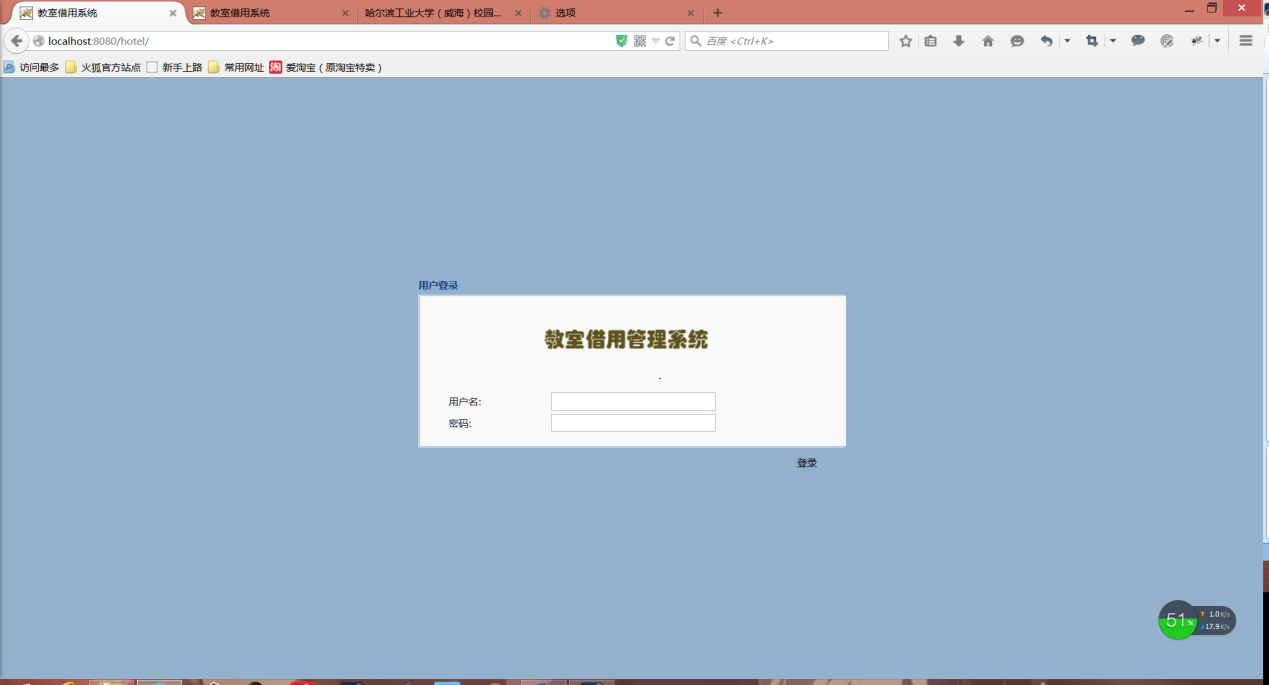 教室借用系统 教室借用系统 哈尔滨工业大学（威海）校园... 选项
localhost:8080/hotel/ 百度 <Ctrl+K>
访问最多 火狐官方站点 新手上路 常用网址 淘 爱淘宝（原淘宝特卖）
用户登录
教室借用管理系统
用户名:
密码:
登录
51% 1.0K/s
17.9K/s